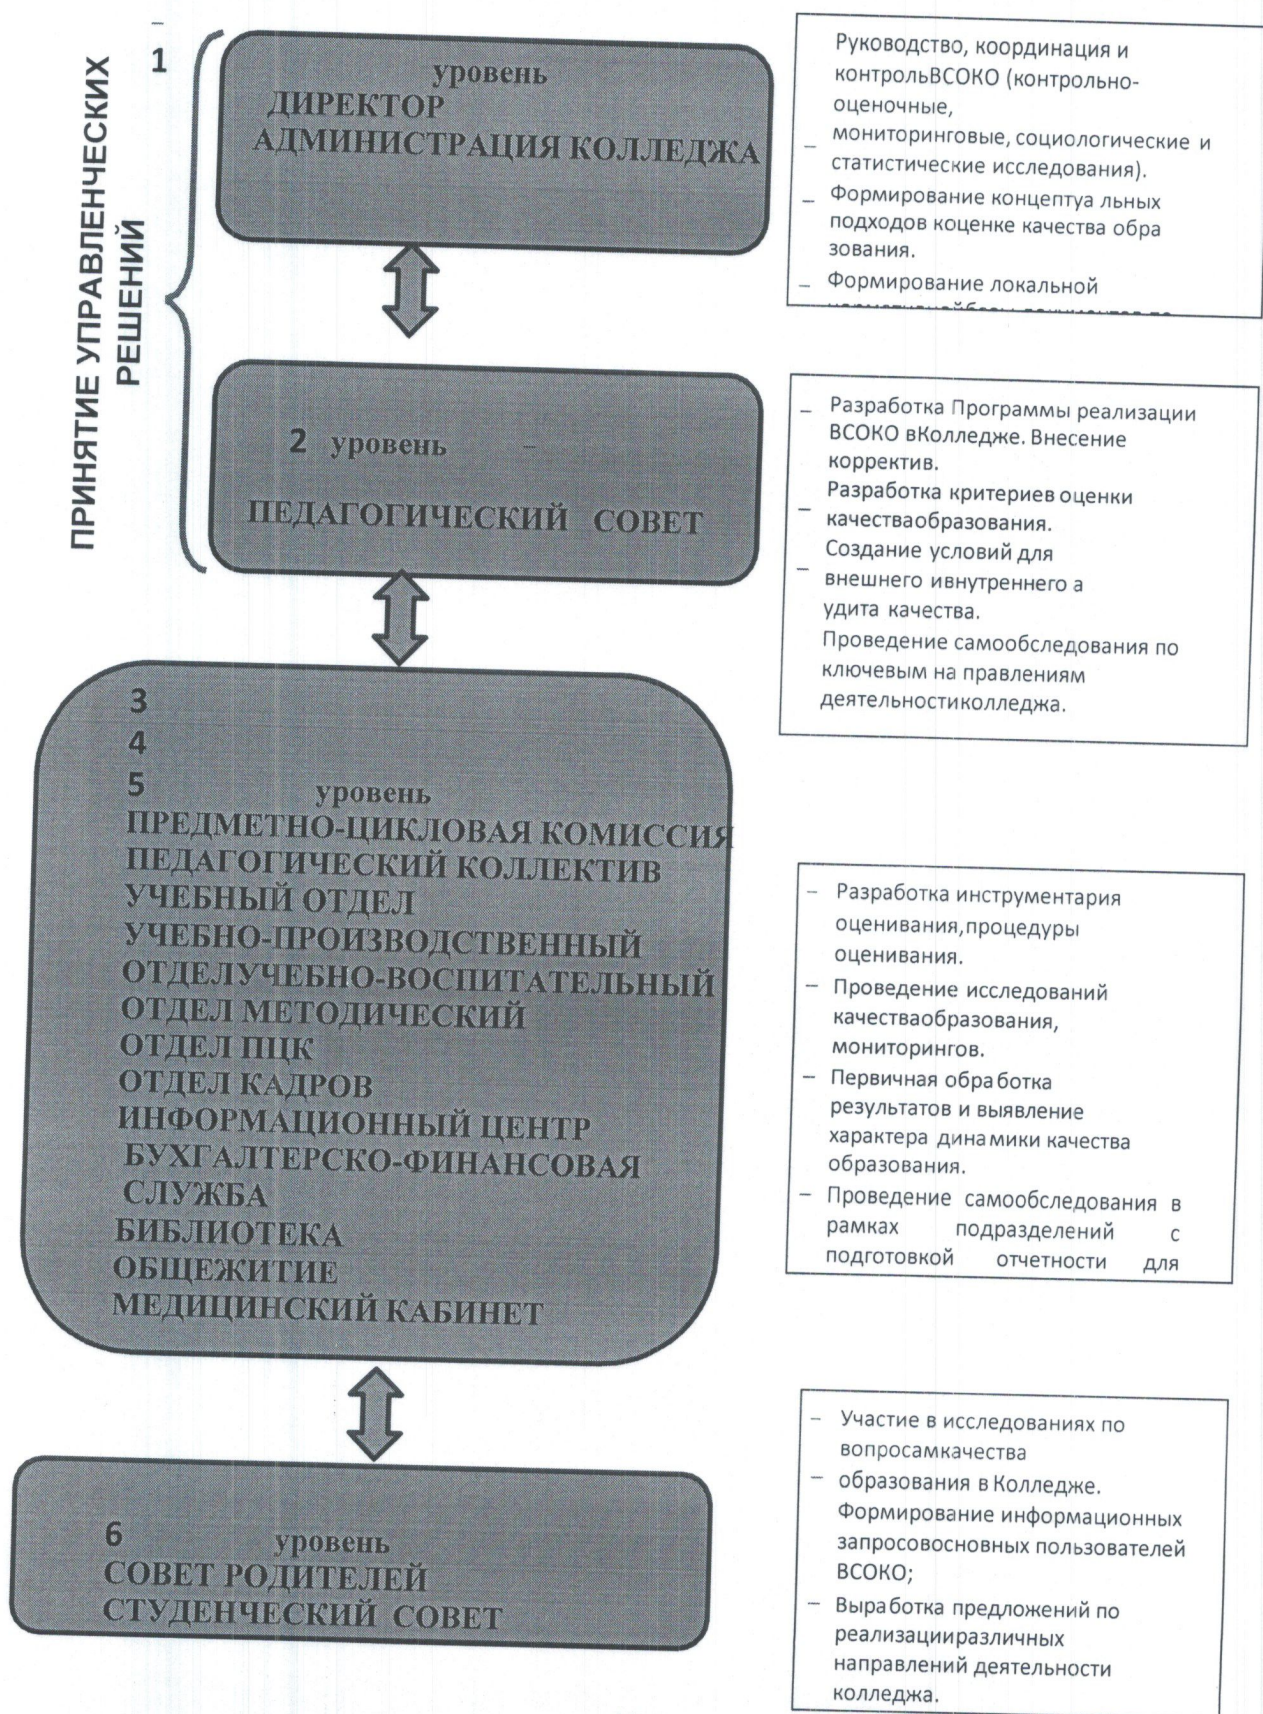 ПРИНЯТИЕ УПРАВЛЕНЧЕСКИХ
РЕШЕНИЙ
1 уровень
ДИРЕКТОР
АДМИНИСТРАЦИЯ КОЛЛЕДЖА
Руководство, координация и
контрольВСОКО (контрольно-
оценочные,
мониторинговые, социологические и
– статистические исследования).
– Формирование концептуа льных
подходов коценке качества обра
зования.
– Формирование локальной
2 уровень –
ПЕДАГОГИЧЕСКИЙ СОВЕТ
– Разработка Программы реализации
ВСОКО вКолледже. Внесение
корректив.
Разработка критериев оценки
– качестваобразования.
Создание условий для
– внешнего ивнутреннего а
удита качества.
Проведение самообследования по
ключевым на правлениям
деятельностиколледжа.
3
4
5 уровень
ПРЕДМЕТНО-ЦИКЛОВАЯ КОМИССИЯ
ПЕДАГОГИЧЕСКИЙ КОЛЛЕКТИВ
УЧЕБНЫЙ ОТДЕЛ
УЧЕБНО-ПРОИЗВОДСТВЕННЫЙ
ОТДЕЛУЧЕБНО-ВОСПИТАТЕЛЬНЫЙ
ОТДЕЛ МЕТОДИЧЕСКИЙ
ОТДЕЛ ПЦК
ОТДЕЛ КАДРОВ
ИНФОРМАЦИОННЫЙ ЦЕНТР
БУХГАЛТЕРСКО-ФИНАНСОВАЯ
СЛУЖБА
БИБЛИОТЕКА
ОБЩЕЖИТИЕ
МЕДИЦИНСКИЙ КАБИНЕТ
– Разработка инструментария
оценивания,процедуры
оценивания.
– Проведение исследований
качестваобразования,
мониторингов.
– Первичная обра ботка
результатов и выявление
характера дина мики качества
образования.
– Проведение самообследования в
рамках подразделений с
подготовкой отчетности для
6 уровень
СОВЕТ РОДИТЕЛЕЙ
СТУДЕНЧЕСКИЙ СОВЕТ
– Участие в исследованиях по
вопросамкачества
– образования в Колледже.
Формирование информационных
запросовосновных пользователей
ВСОКО;
– Выработка предложений по
реализацииразличных
направлений деятельности
колледжа.